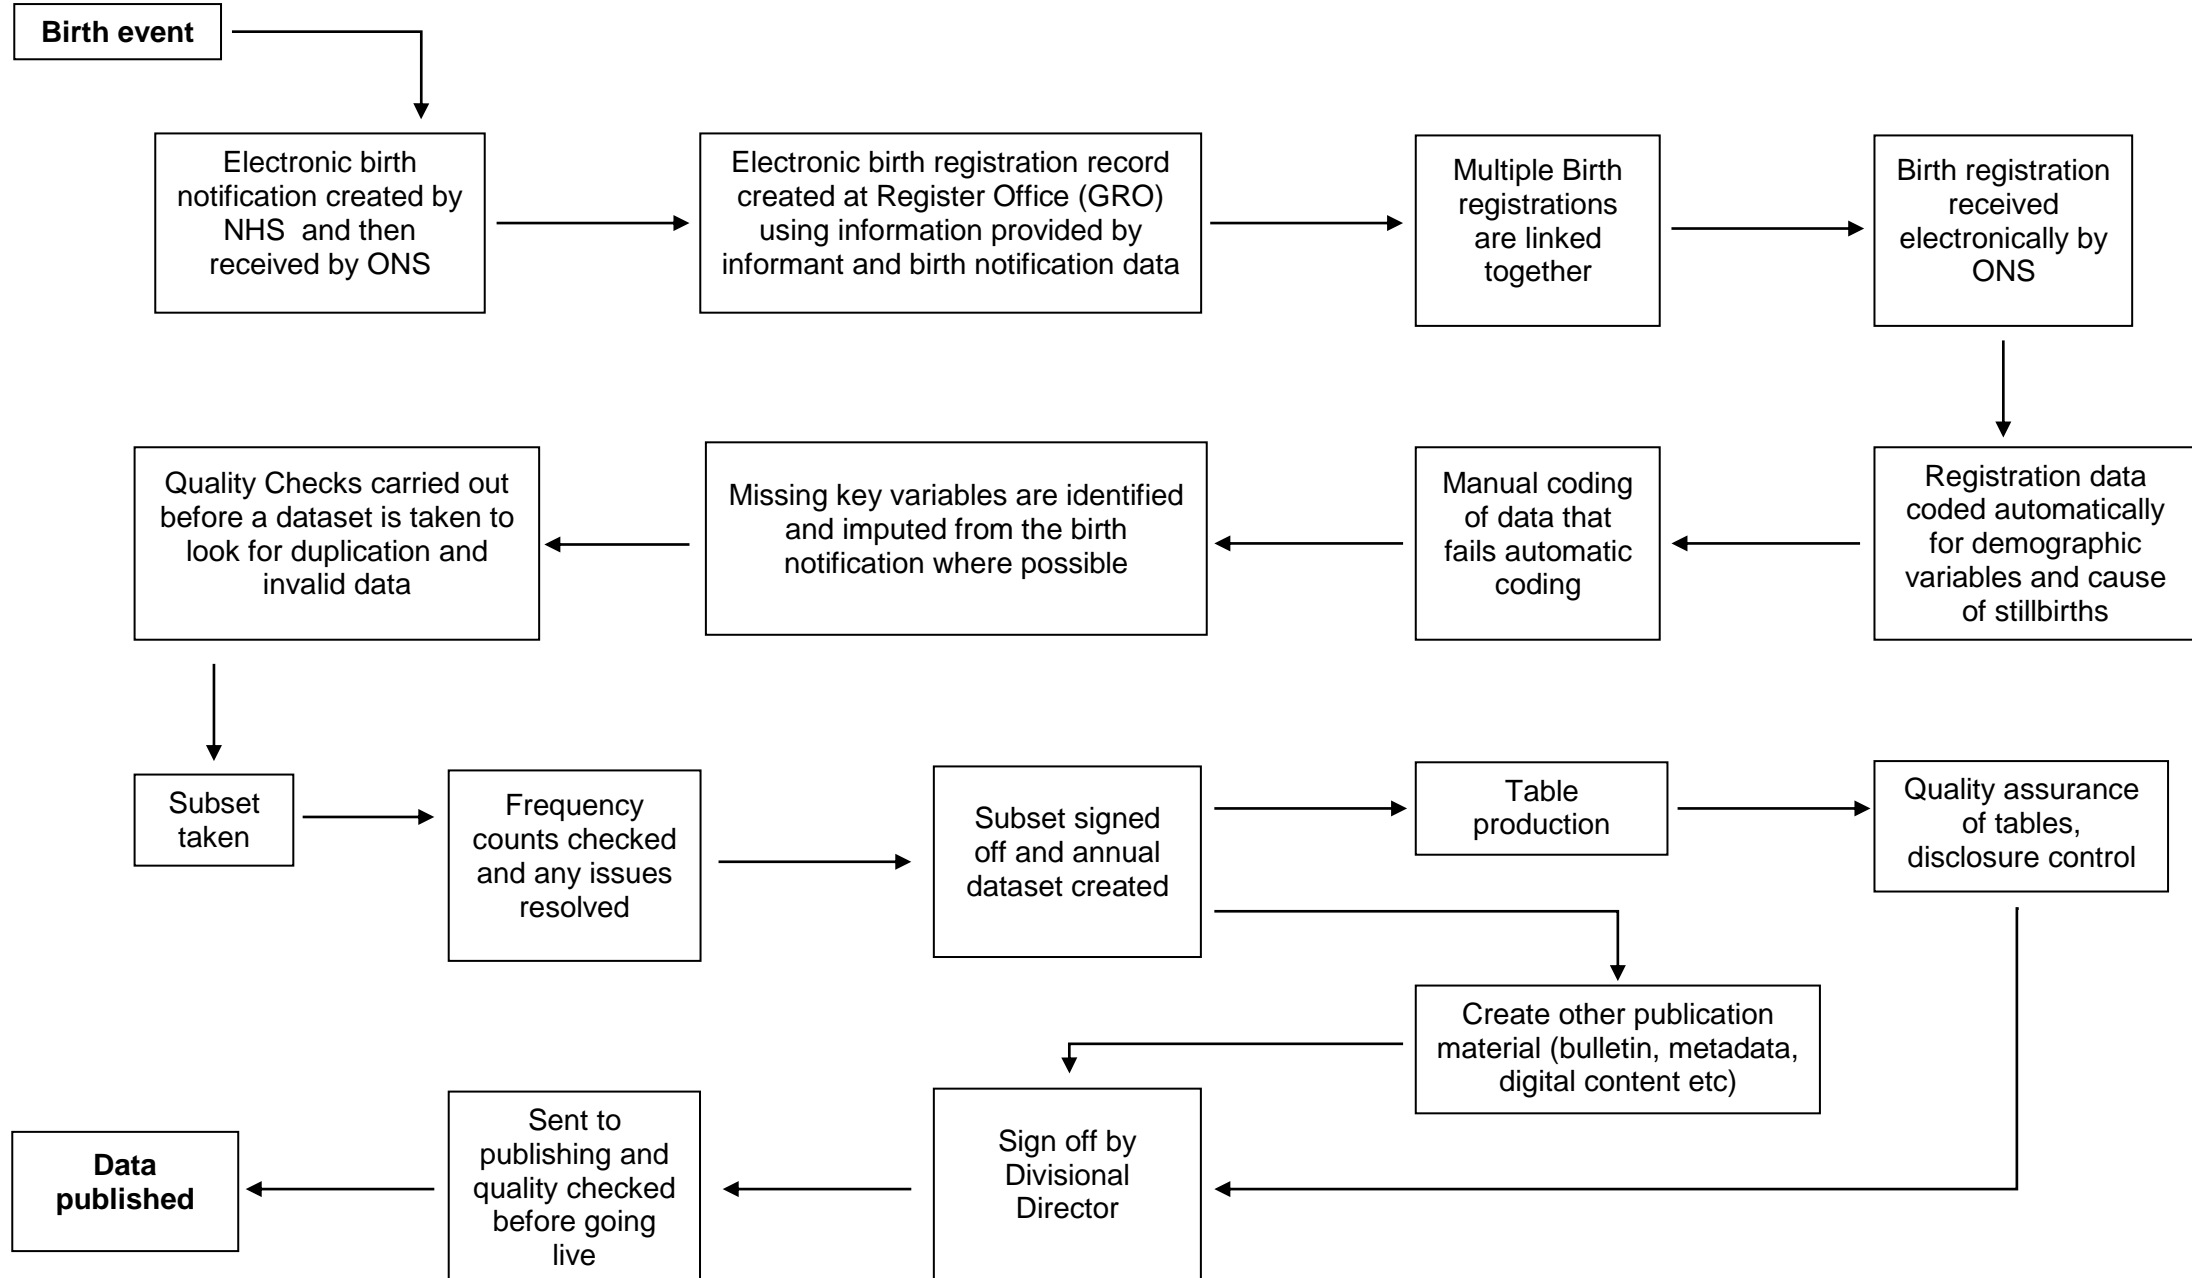 Birth event
Electronic birth
notification created by
NHS  and then
received by ONS
Electronic birth registration record
created at Register Office (GRO)
using information provided by
informant and birth notification data
Multiple Birth
registrations
are linked
together
Birth registration
received
electronically by
ONS
Registration data
coded automatically
for demographic
variables and cause
of stillbirths
Manual coding
of data that
fails automatic
coding
Missing key variables are identified
and imputed from the birth
notification where possible
Quality Checks carried out
before a dataset is taken to
look for duplication and
invalid data
Subset
taken
Frequency
counts checked
and any issues
resolved
Subset signed
off and annual
dataset created
Table
production
Quality assurance
of tables,
disclosure control
Create other publication
material (bulletin, metadata,
digital content etc)
Sign off by
Divisional
Director
Sent to
publishing and
quality checked
before going
live
Data
published